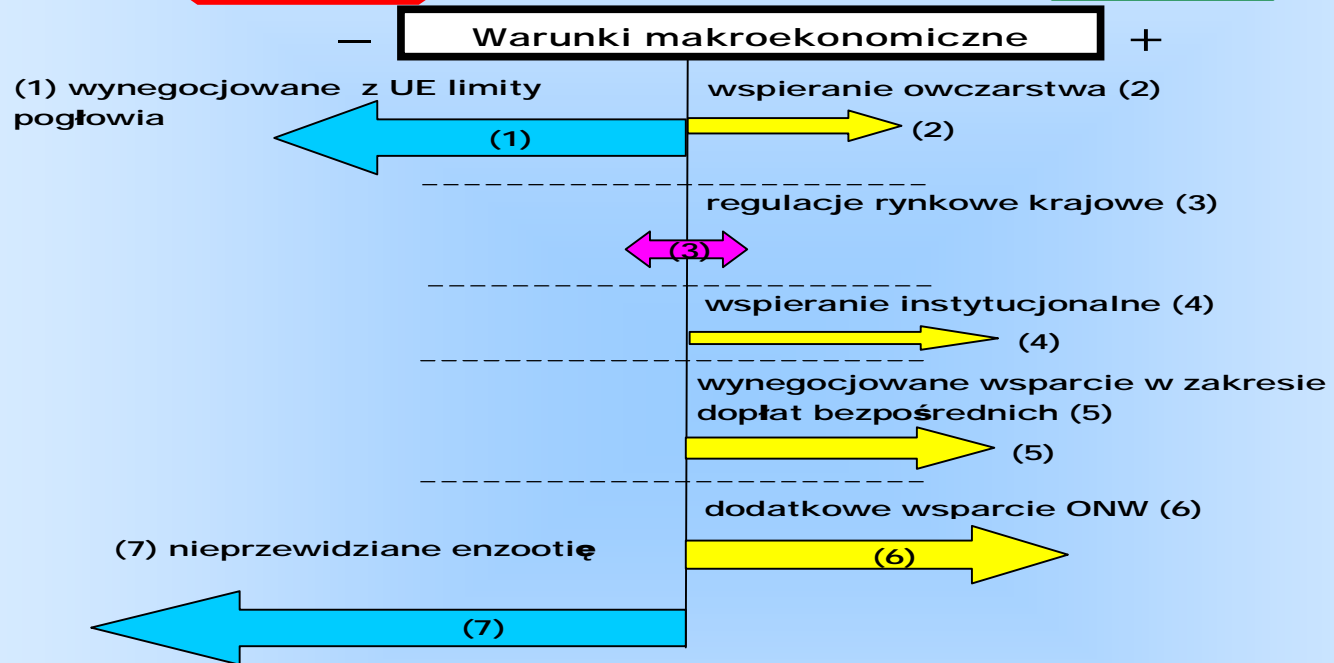 Warunki makroekonomiczne
— +
(1) wynegocjowane z UE limity
pogłowia
wspieranie owczarstwa (2)
(1)
(2)
regulacje rynkowe krajowe (3)
(3)
wspieranie instytucjonalne (4)
(4)
wynegocjowane wsparcie w zakresie
dopłat bezpośrednich (5)
(5)
dodatkowe wsparcie ONW (6)
(7) nieprzewidziane enzootię
(6)
(7)